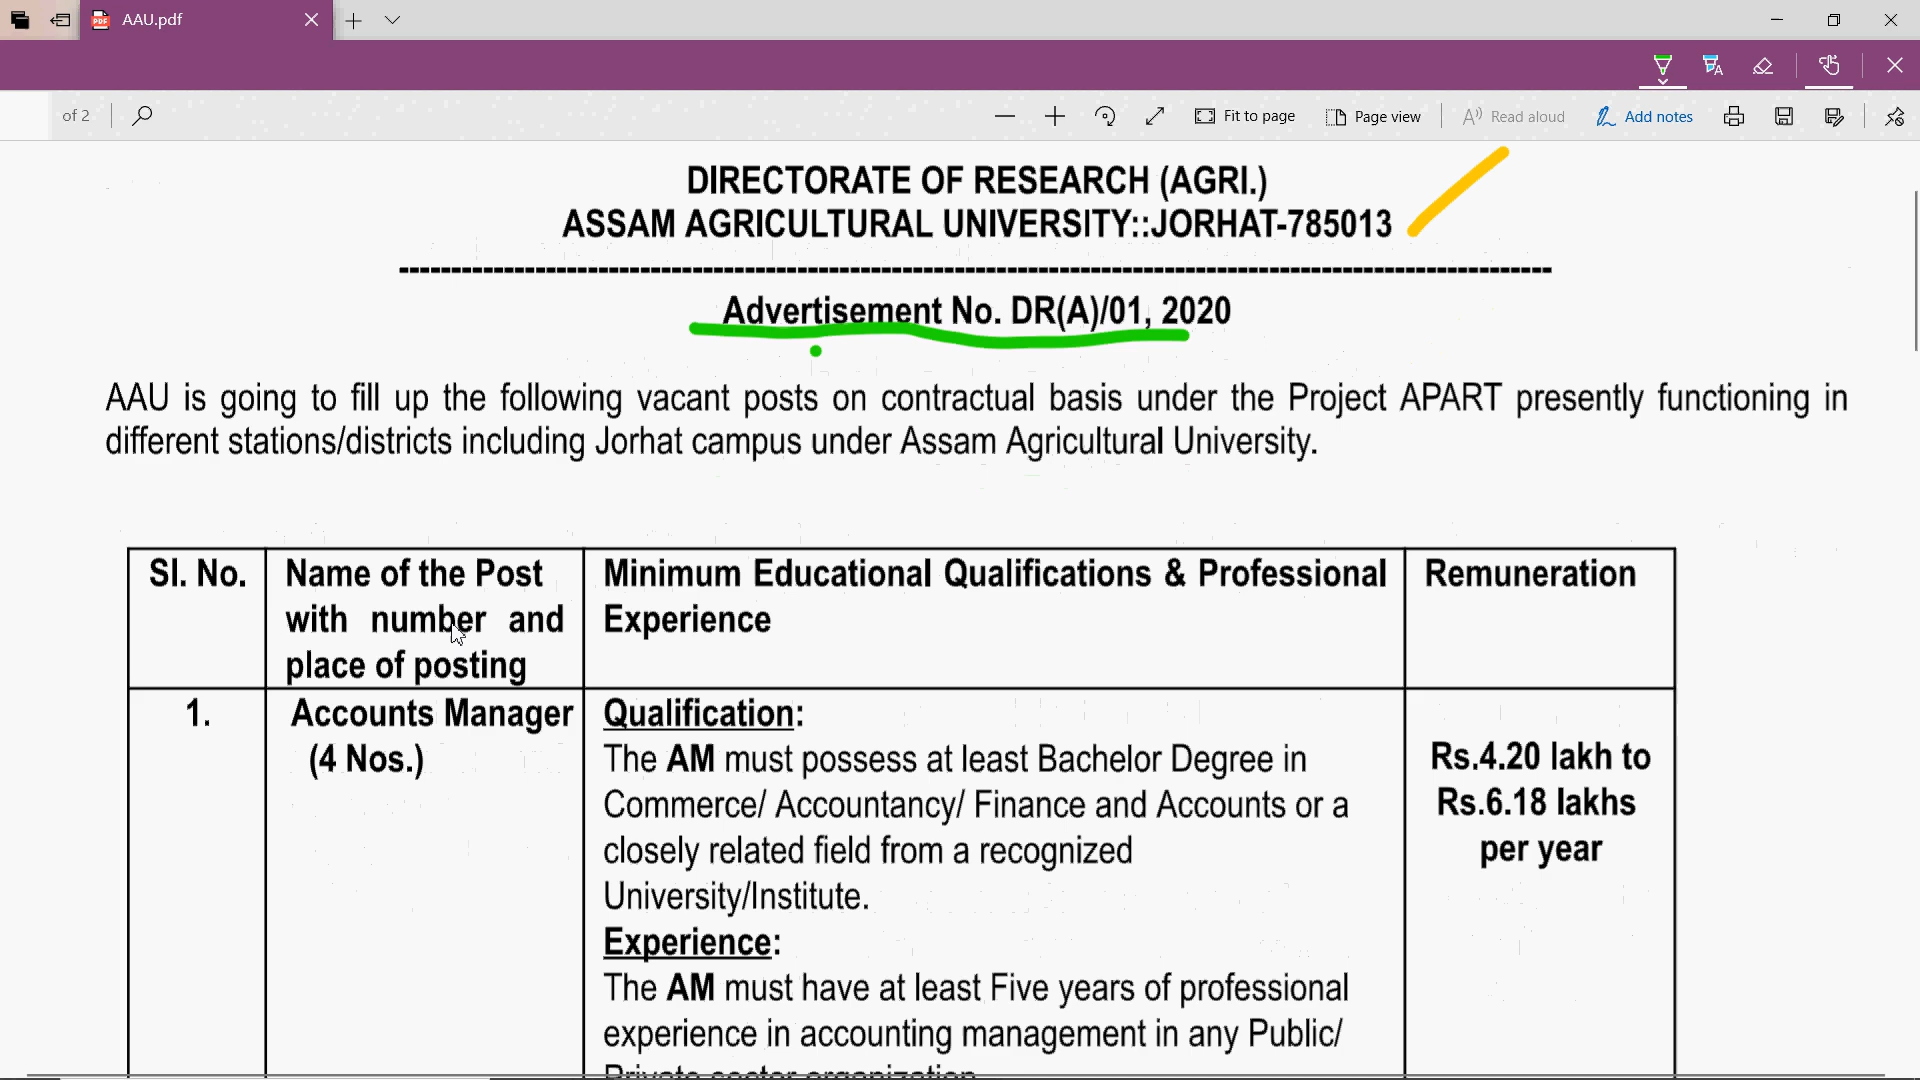 AAU.pdf
of 2
Fit to page
Page view
Read aloud
Add notes
DIRECTORATE OF RESEARCH (AGRI.)
ASSAM AGRICULTURAL UNIVERSITY::JORHAT-785013
Advertisement No. DR(A)/01, 2020
AAU is going to fill up the following vacant posts on contractual basis under the Project APART presently functioning in
different stations/districts including Jorhat campus under Assam Agricultural University.
Sl. No.
Name of the Post
with number and
place of posting
Minimum Educational Qualifications & Professional
Experience
Remuneration
1.
Accounts Manager
(4 Nos.)
Qualification:
The AM must possess at least Bachelor Degree in
Commerce/ Accountancy/ Finance and Accounts or a
closely related field from a recognized
University/Institute.
Experience:
The AM must have at least Five years of professional
experience in accounting management in any Public/
Private sector organization
Rs.4.20 lakh to
Rs.6.18 lakhs
per year